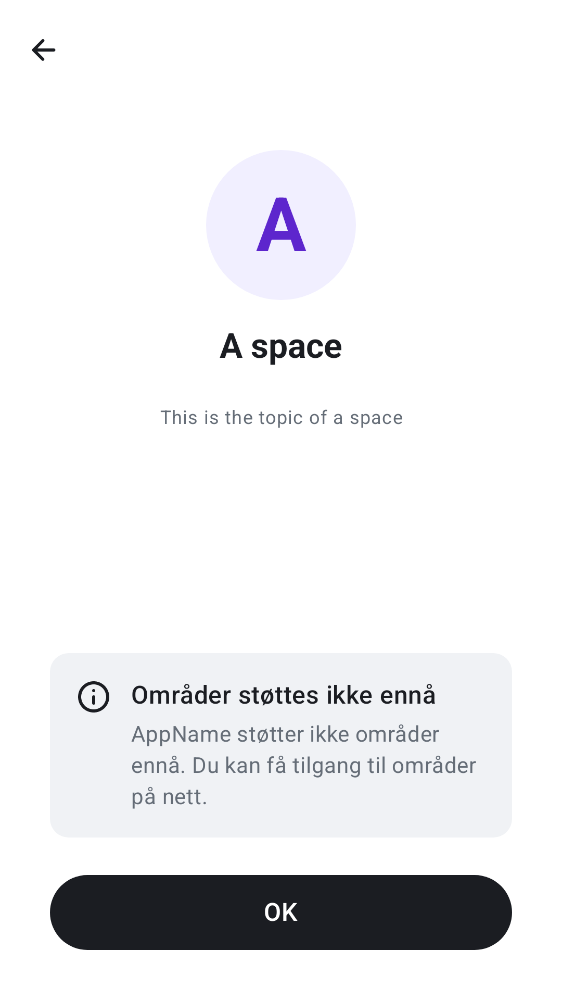 A
A space
This is the topic of a space
Områder støttes ikke ennå
AppName støtter ikke områder
ennå. Du kan få tilgang til områder
på nett.
OK